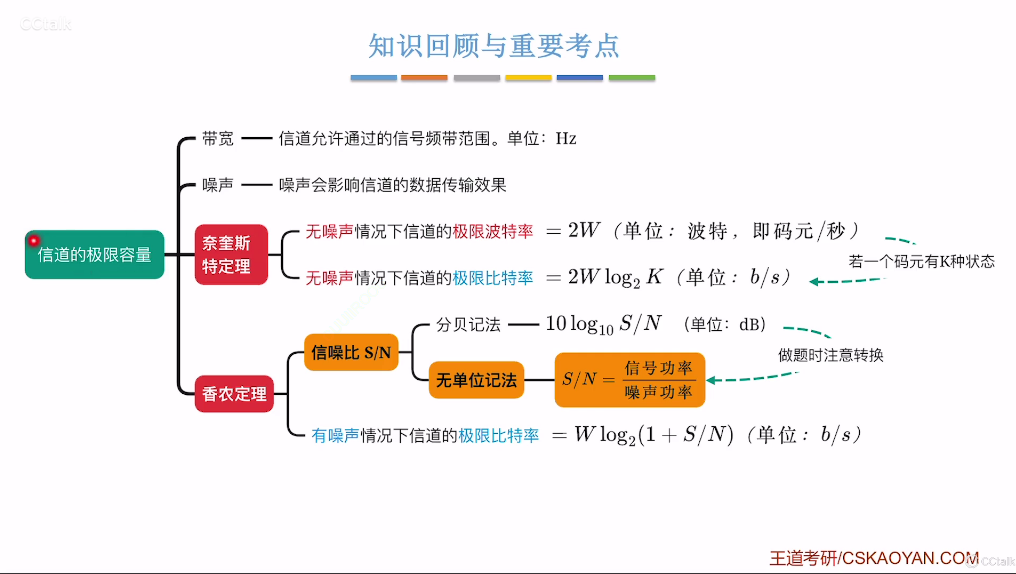 CCtalk
知识回顾与重要考点
带宽 信道允许通过的信号频带范围。单位：Hz
噪声 噪声会影响信道的数据传输效果
信道的极限容量
奈奎斯
特定理
无噪声情况下信道的极限波特率 = 2W（单位：波特，即码元/秒）
若一个码元有K种状态
无噪声情况下信道的极限比特率 = 2W log₂ K（单位：b/s）
香农定理
信噪比 S/N
分贝记法 10 log₁₀ S/N （单位：dB）
做题时注意转换
无单位记法 S/N = 信号功率/噪声功率
有噪声情况下信道的极限比特率 = W log₂(1 + S/N)（单位：b/s）
王道考研/CSKAOYAN.COM
CCtalk